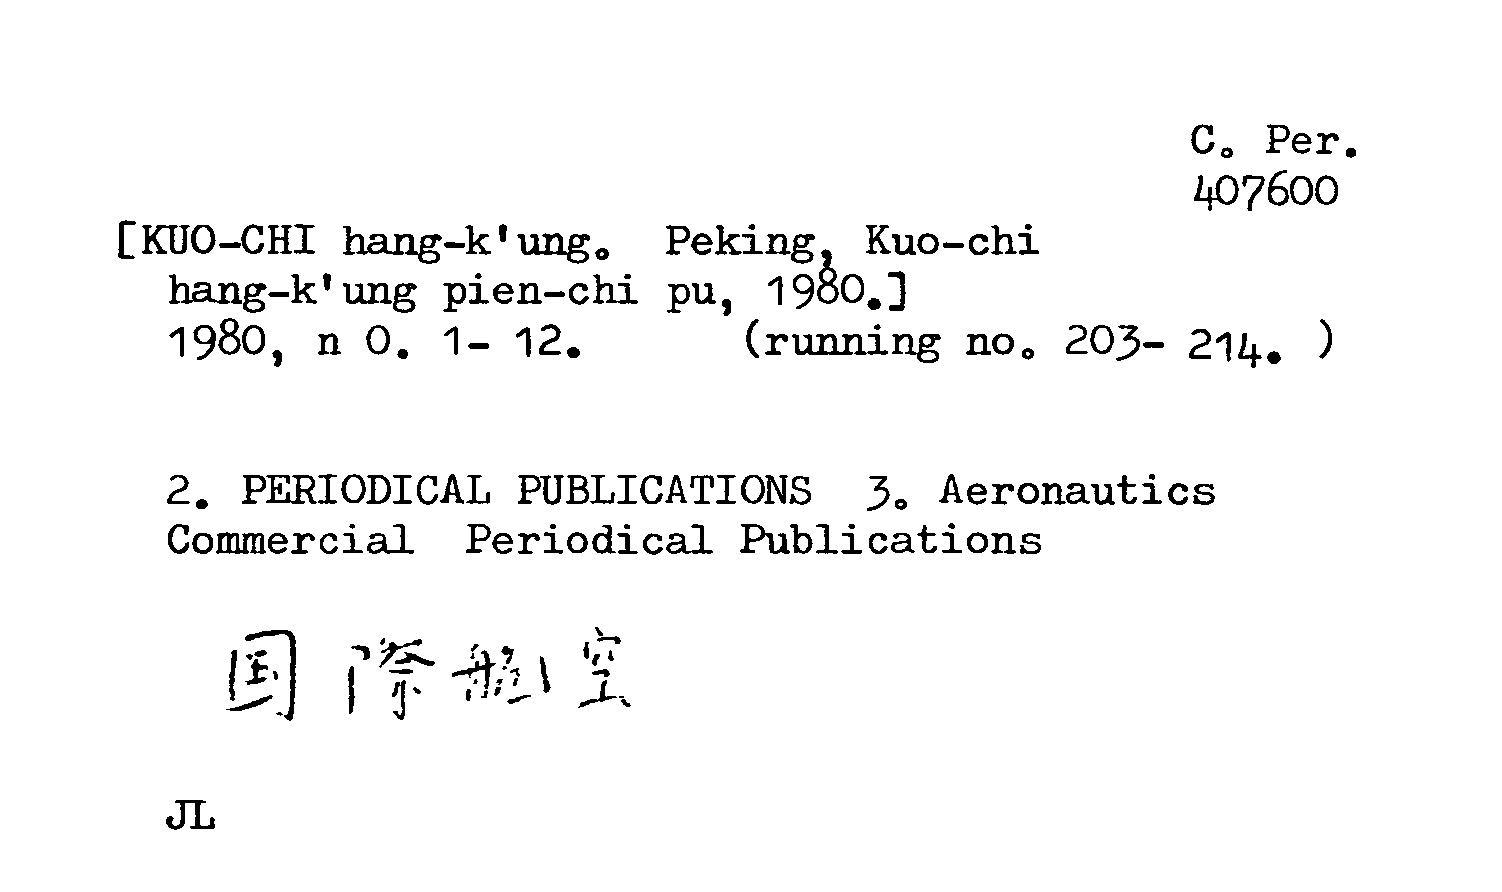 C. Per.
407600
[KUO-CHI hang-k'ung. Peking, Kuo-chi
hang-k'ung pien-chi pu, 1980.]
1980, n 0. 1- 12. (running no. 203- 214. )
2. PERIODICAL PUBLICATIONS 3. Aeronautics
Commercial Periodical Publications
国際航空
JL